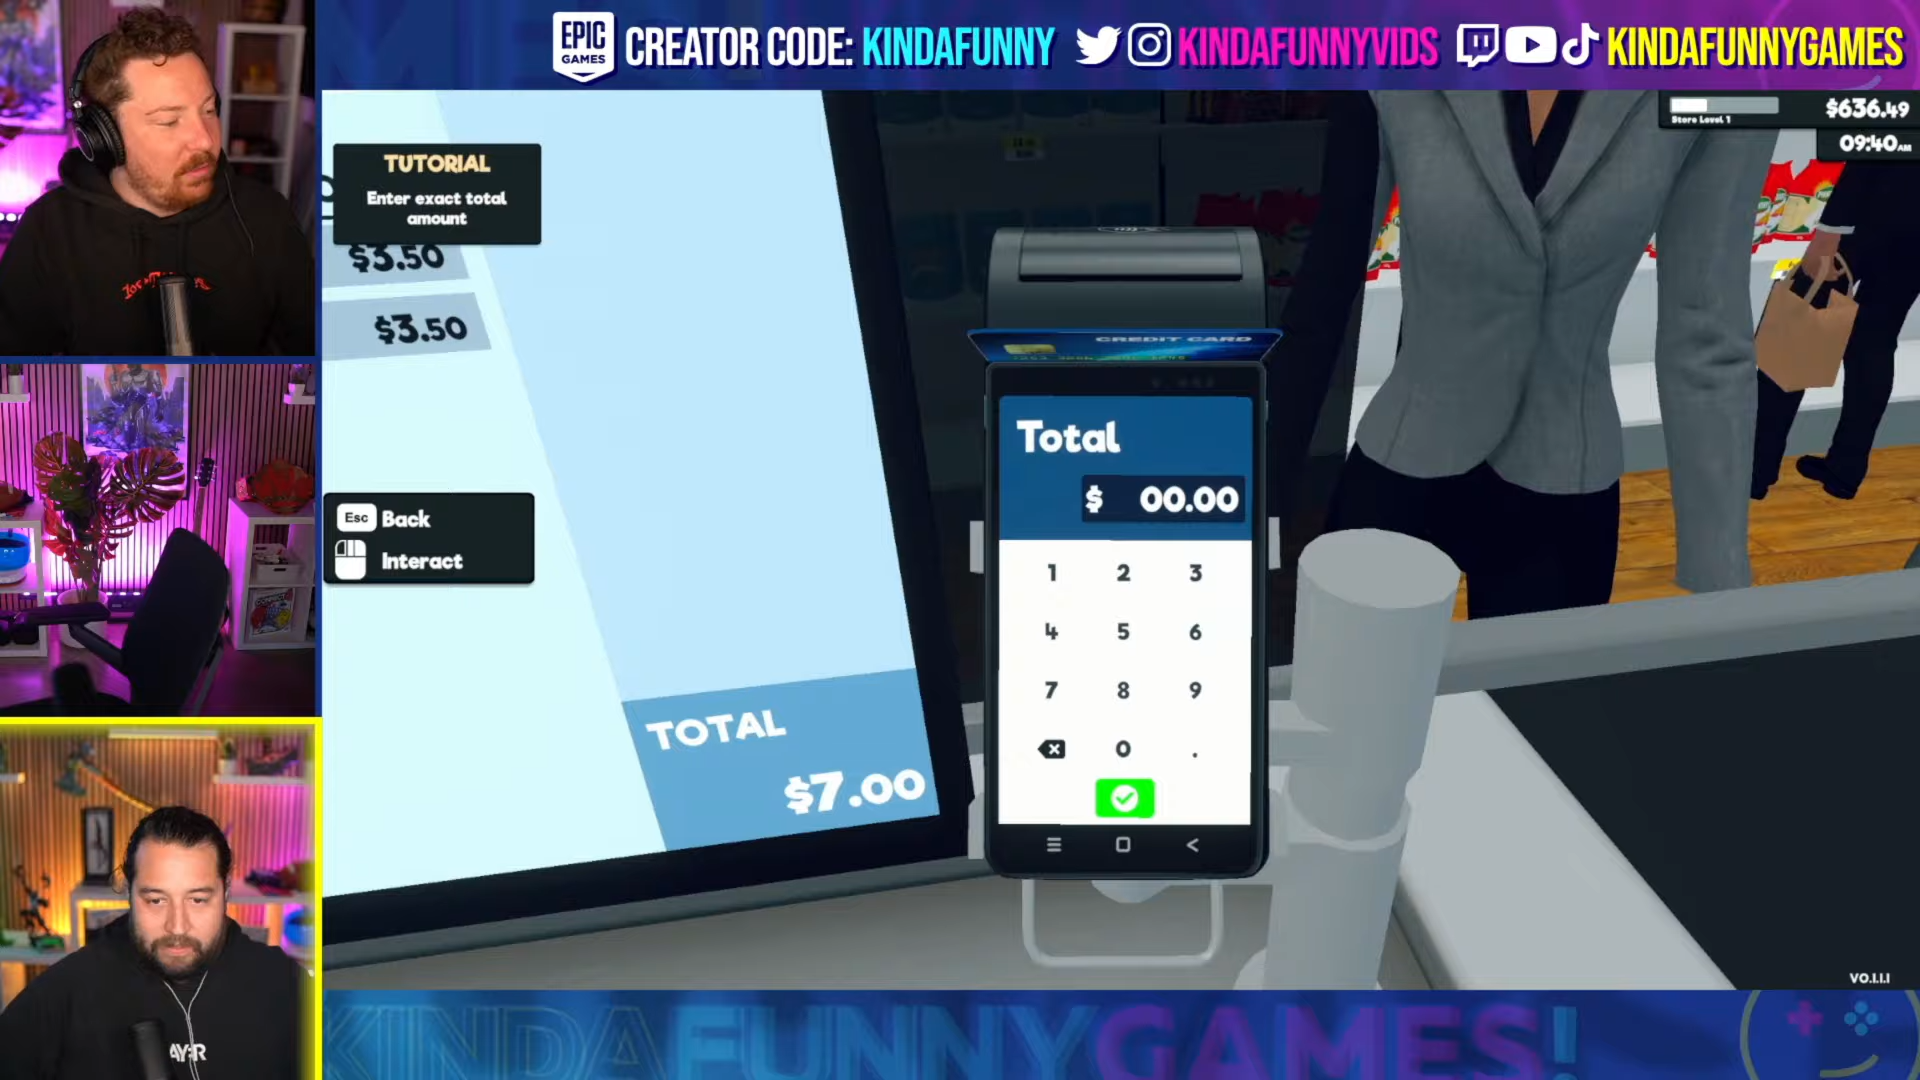 EPIC
GAMES
CREATOR CODE: KINDAFUNNY
KINDAFUNNYVIDS
KINDAFUNNYGAMES
Store Level 1
$636.49
09:40AM
TUTORIAL
Enter exact total
amount
$3.50
$3.50
Esc Back
Interact
TOTAL
$7.00
CREDIT CARD
Total
$ 00.00
1 2 3
4 5 6
7 8 9
0 .
V0.1.1.1
KINDAFUNNYGAMES!